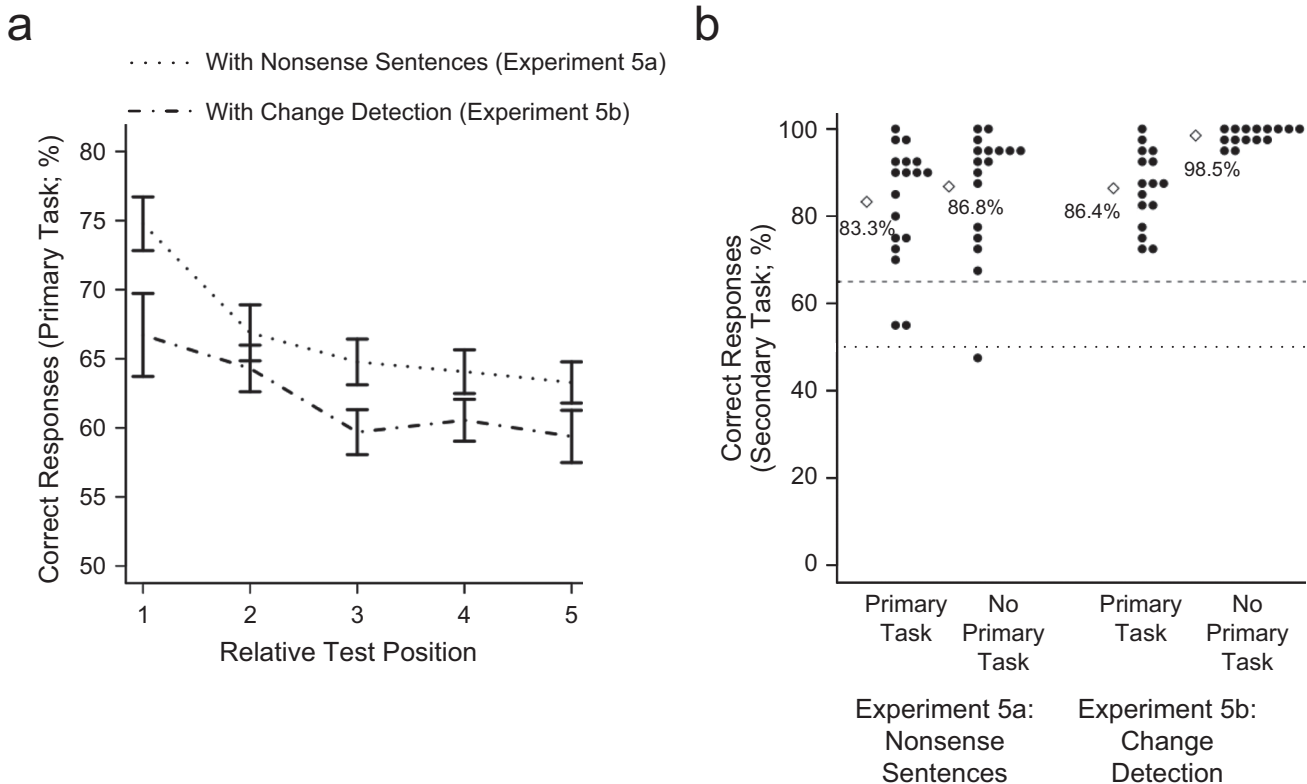 a
With Nonsense Sentences (Experiment 5a)
With Change Detection (Experiment 5b)
Correct Responses (Primary Task; %)
80
75
70
65
60
55
50
1 2 3 4 5
Relative Test Position
b
Correct Responses
(Secondary Task; %)
100
80
60
40
20
0
83.3%
86.8%
86.4%
98.5%
Primary
Task
No
Primary
Task
Primary
Task
No
Primary
Task
Experiment 5a:
Nonsense
Sentences
Experiment 5b:
Change
Detection